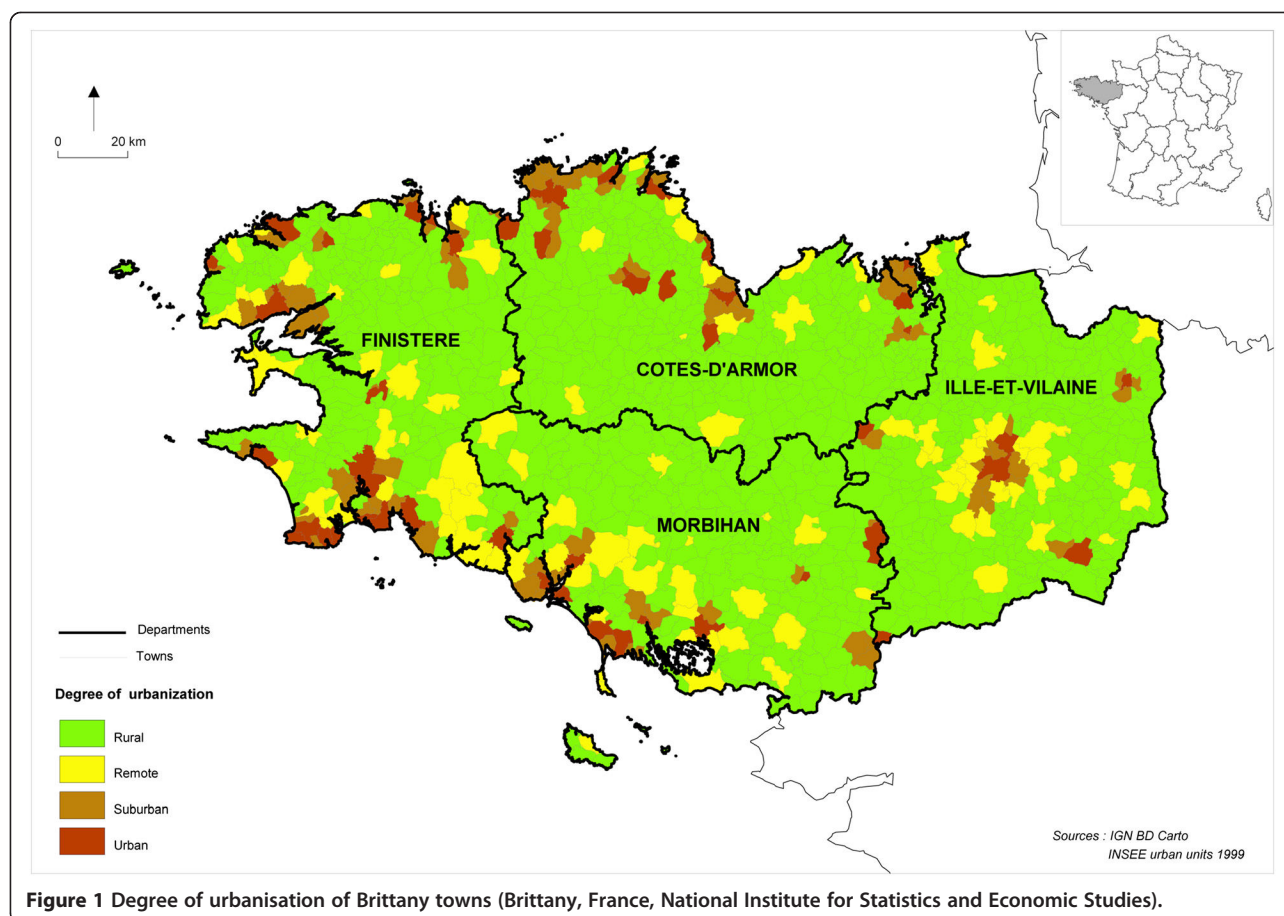 0 20 km
FINISTERE
COTES-D'ARMOR
ILLE-ET-VILAINE
MORBIHAN
Departments
Towns
Degree of urbanization
Rural
Remote
Suburban
Urban
Sources : IGN BD Carto
INSEE urban units 1999
Figure 1 Degree of urbanisation of Brittany towns (Brittany, France, National Institute for Statistics and Economic Studies).